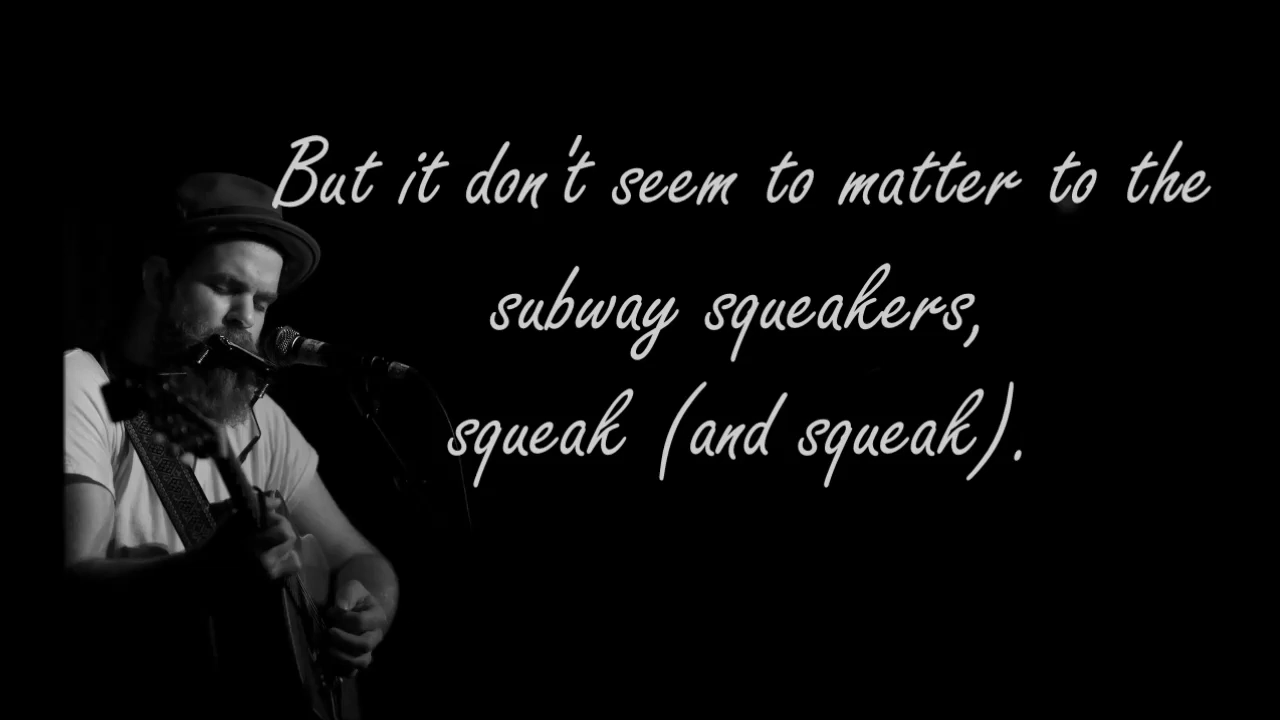 But it don't seem to matter to the
subway squeakers,
squeak (and squeak).